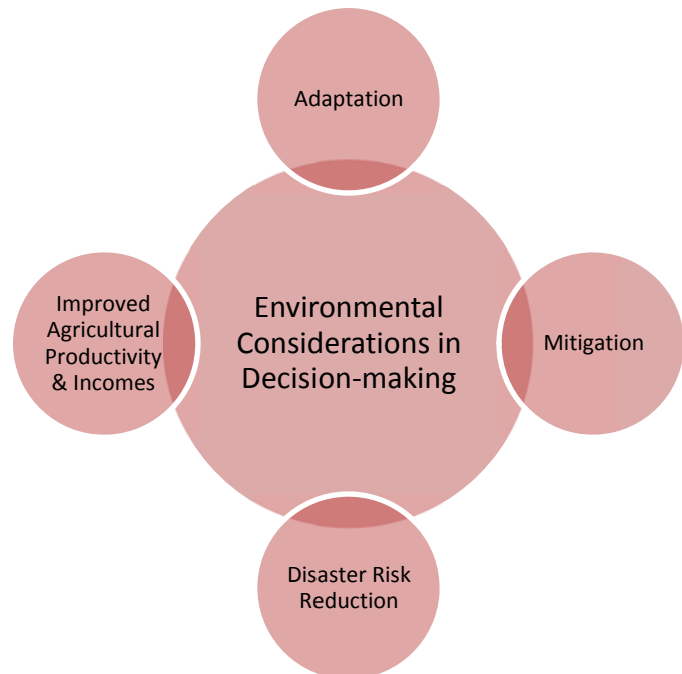 Adaptation
Improved
Agricultural
Productivity
& Incomes
Environmental
Considerations in
Decision-making
Mitigation
Disaster Risk
Reduction